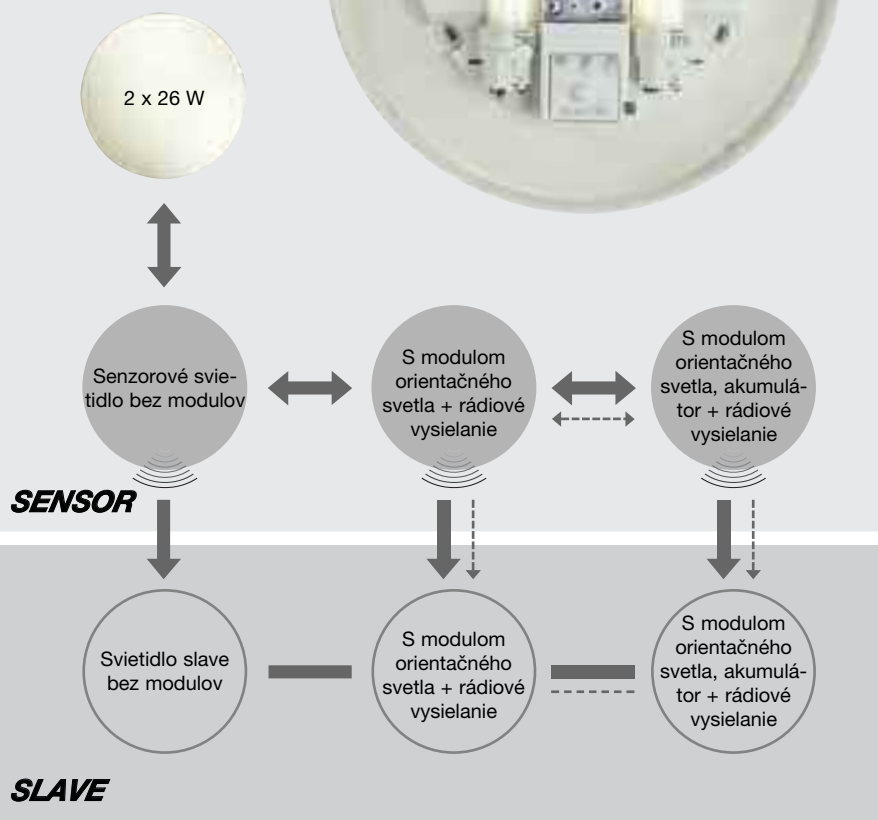 2 x 26 W
Senzorové svie-
tidlo bez modulov
S modulom
orientačného
svetla + rádiové
vysielanie
S modulom
orientačného
svetla, akumulá-
tor + rádiové
vysielanie
SENSOR
Svietidlo slave
bez modulov
S modulom
orientačného
svetla + rádiové
vysielanie
S modulom
orientačného
svetla, akumulá-
tor + rádiové
vysielanie
SLAVE